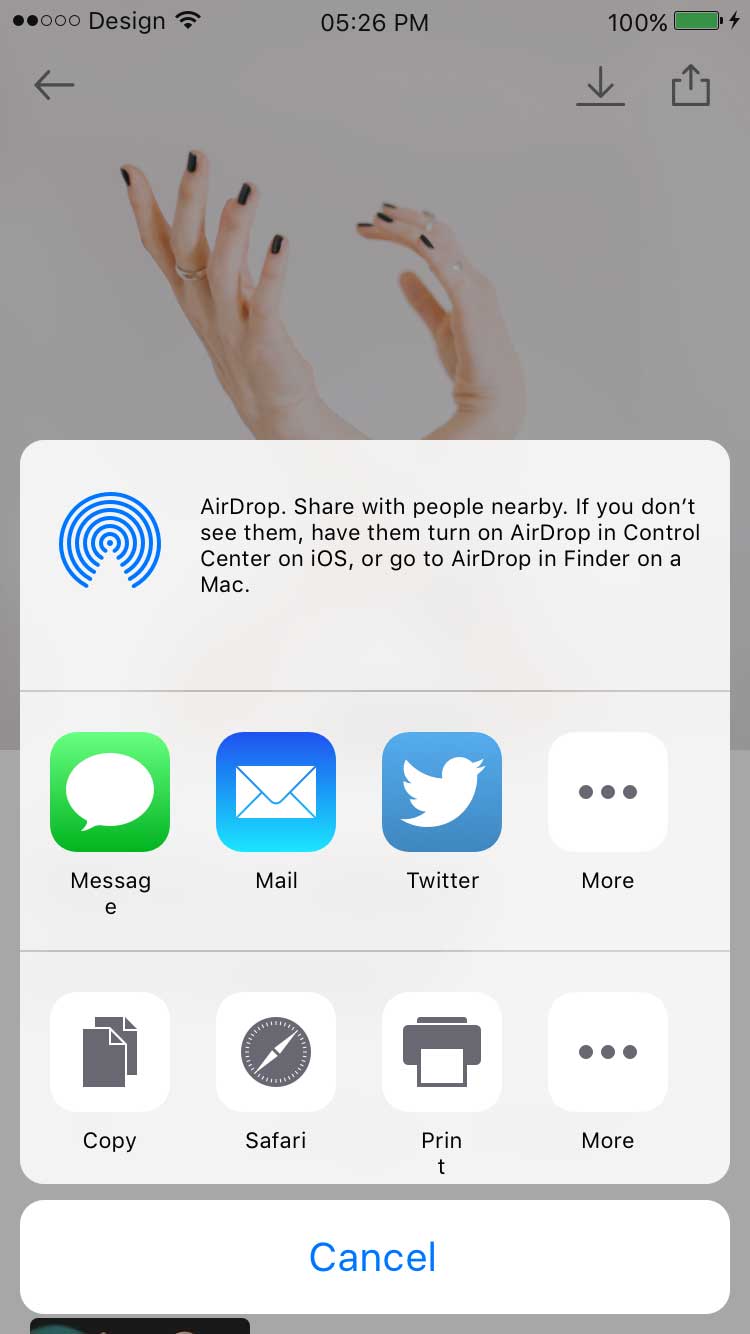 Design 05:26 PM 100%
AirDrop. Share with people nearby. If you don’t
see them, have them turn on AirDrop in Control
Center on iOS, or go to AirDrop in Finder on a
Mac.
Messag
e
Mail
Twitter
More
Copy
Safari
Prin
t
More
Cancel